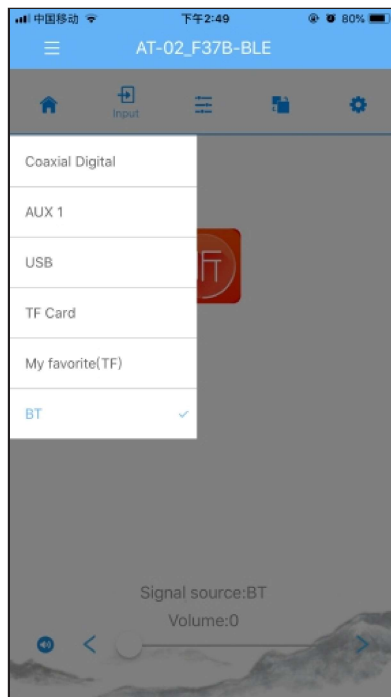 中国移动 下午2:49 80%
AT-02_F37B-BLE
Input
Coaxial Digital
AUX 1
USB
TF Card
My favorite(TF)
BT
Signal source:BT
Volume:0